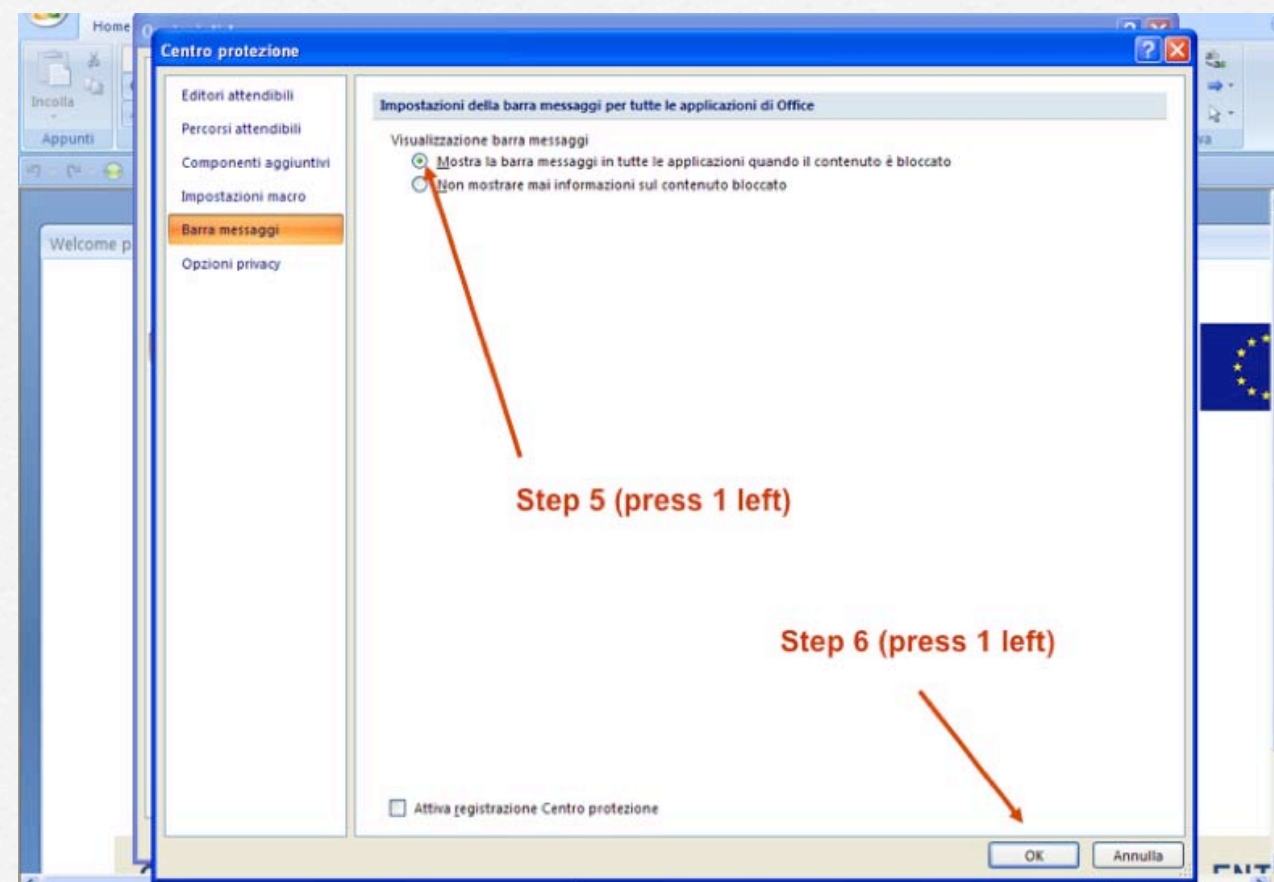 Home
Centro protezione
Incolla
Appunti
Editori attendibili
Percorsi attendibili
Componenti aggiuntivi
Impostazioni macro
Barra messaggi
Opzioni privacy
Welcome
Impostazioni della barra messaggi per tutte le applicazioni di Office
Visualizzazione barra messaggi
Mostra la barra messaggi in tutte le applicazioni quando il contenuto è bloccato
Non mostrare mai informazioni sul contenuto bloccato
Step 5 (press 1 left)
Step 6 (press 1 left)
Attiva registrazione Centro protezione
OK Annulla